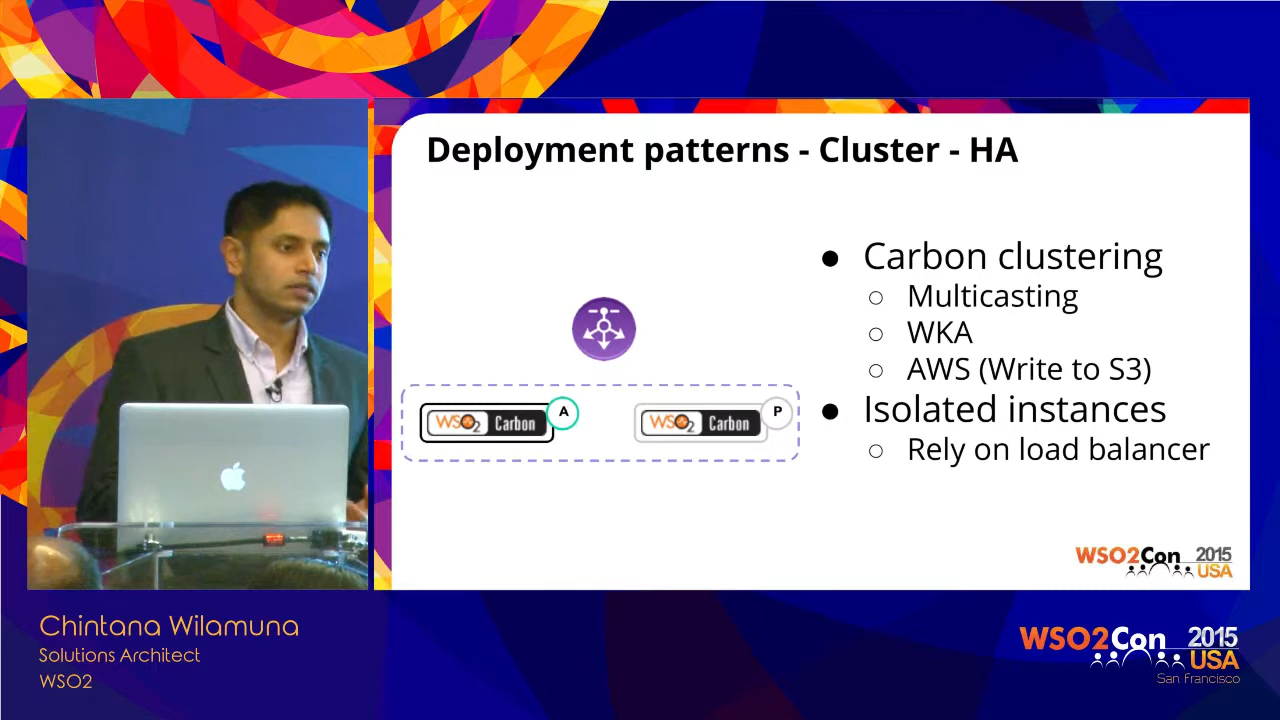 Deployment patterns - Cluster - HA
● Carbon clustering
○ Multicasting
○ WKA
○ AWS (Write to S3)
● Isolated instances
○ Rely on load balancer
WSO2 Carbon A
WSO2 Carbon P
WSO2Con 2015
USA
Chintana Wilamuna
Solutions Architect
WSO2
WSO2Con 2015
USA
San Francisco